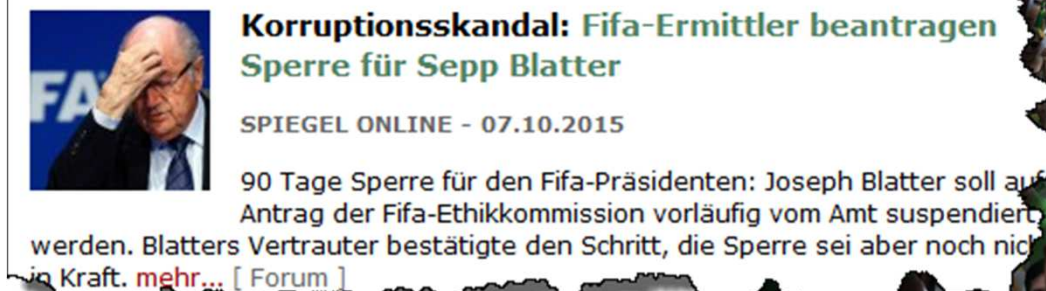 Korruptionsskandal: Fifa-Ermittler beantragen
Sperre für Sepp Blatter
FA
SPIEGEL ONLINE - 07.10.2015
90 Tage Sperre für den Fifa-Präsidenten: Joseph Blatter soll auf
Antrag der Fifa-Ethikkommission vorläufig vom Amt suspendiert
werden. Blatters Vertrauter bestätigte den Schritt, die Sperre sei aber noch nich
in Kraft. mehr... [ Forum ]